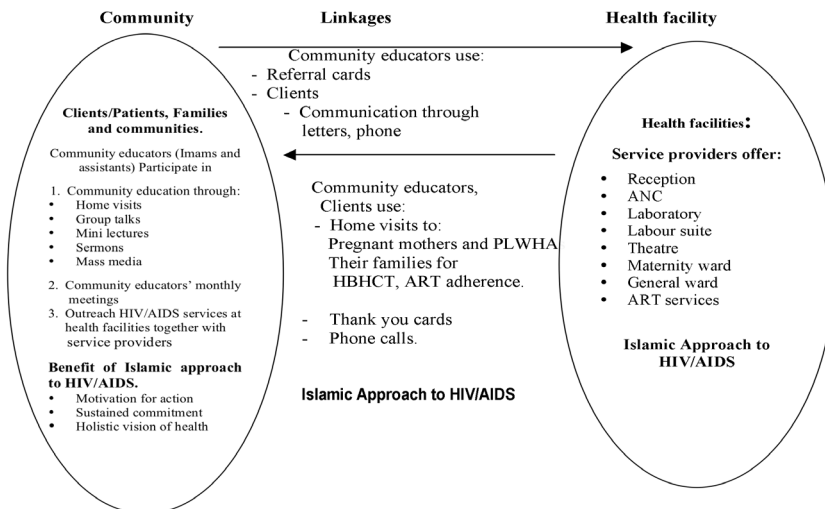 Community
Linkages
Health facility
Clients/Patients, Families
and communities.
Community educators (Imams and
assistants) Participate in
1. Community education through:
• Home visits
• Group talks
• Mini lectures
• Sermons
• Mass media
2. Community educators' monthly
meetings
3. Outreach HIV/AIDS services at
health facilities together with
service providers
Benefit of Islamic approach
to HIV/AIDS.
• Motivation for action
• Sustained commitment
• Holistic vision of health
Community educators use:
- Referral cards
- Clients
- Communication through
letters, phone
Community educators,
Clients use:
- Home visits to:
Pregnant mothers and PLWHA
Their families for
HBHCT, ART adherence.
- Thank you cards
- Phone calls.
Islamic Approach to HIV/AIDS
Health facilities:
Service providers offer:
• Reception
• ANC
• Laboratory
• Labour suite
• Theatre
• Maternity ward
• General ward
• ART services
Islamic Approach to
HIV/AIDS